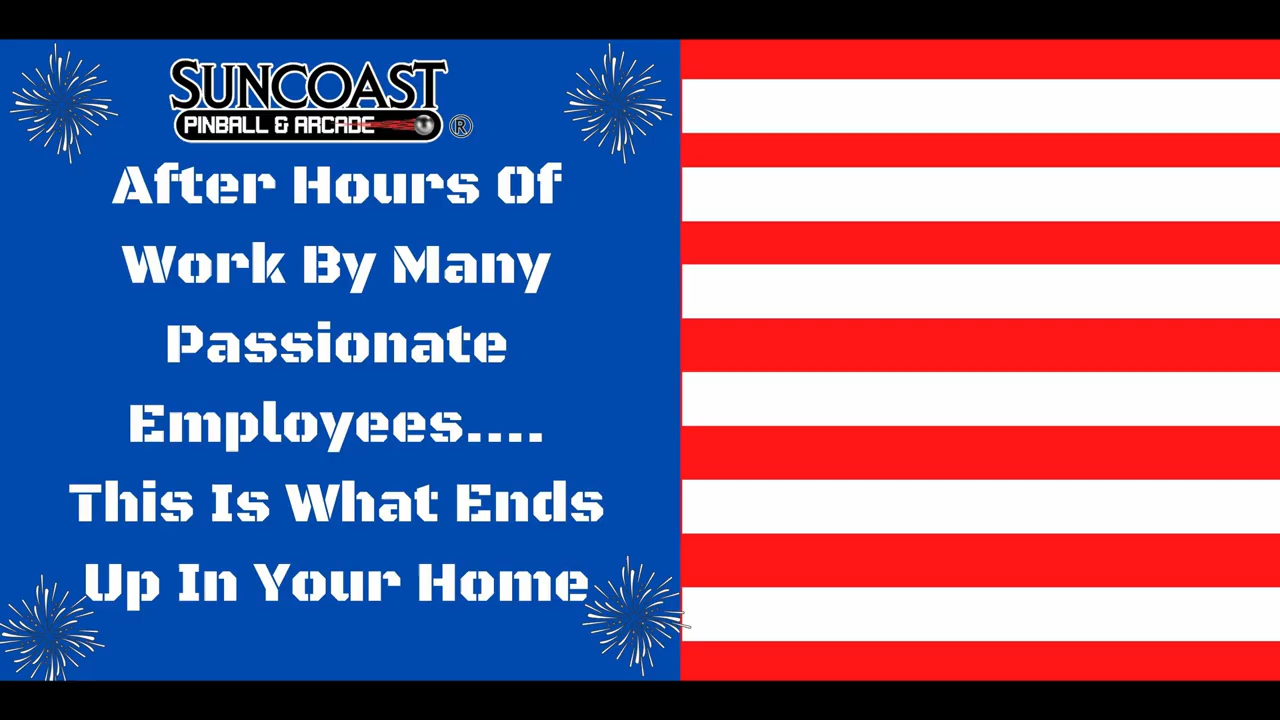 SUNCOAST
PINBALL & ARCADE ®
After Hours Of
Work By Many
Passionate
Employees....
This Is What Ends
Up In Your Home